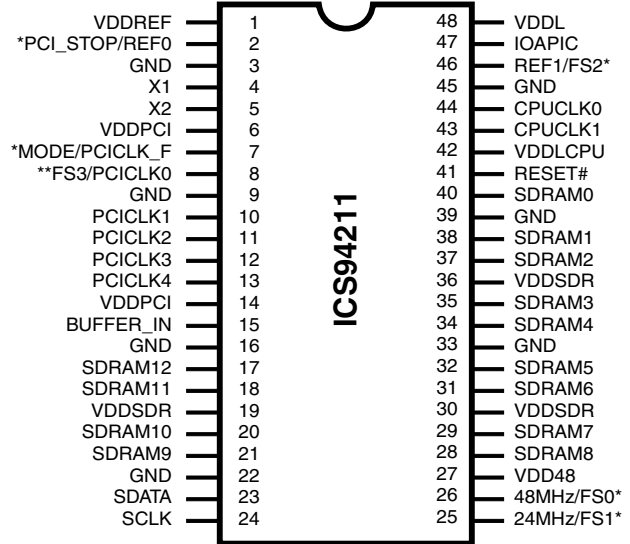 VDDREF 1 48 VDDL
*PCI_STOP/REF0 2 47 IOAPIC
GND 3 46 REF1/FS2*
X1 4 45 GND
X2 5 44 CPUCLK0
VDDPCI 6 43 CPUCLK1
*MODE/PCICLK_F 7 42 VDDLCPU
**FS3/PCICLK0 8 41 RESET#
GND 9 40 SDRAM0
PCICLK1 10 39 GND
PCICLK2 11 38 SDRAM1
PCICLK3 12 37 SDRAM2
PCICLK4 13 36 VDDSDR
VDDPCI 14 35 SDRAM3
BUFFER_IN 15 34 SDRAM4
GND 16 33 GND
SDRAM12 17 32 SDRAM5
SDRAM11 18 31 SDRAM6
VDDSDR 19 30 VDDSDR
SDRAM10 20 29 SDRAM7
SDRAM9 21 28 SDRAM8
GND 22 27 VDD48
SDATA 23 26 48MHz/FS0*
SCLK 24 25 24MHz/FS1*
ICS94211